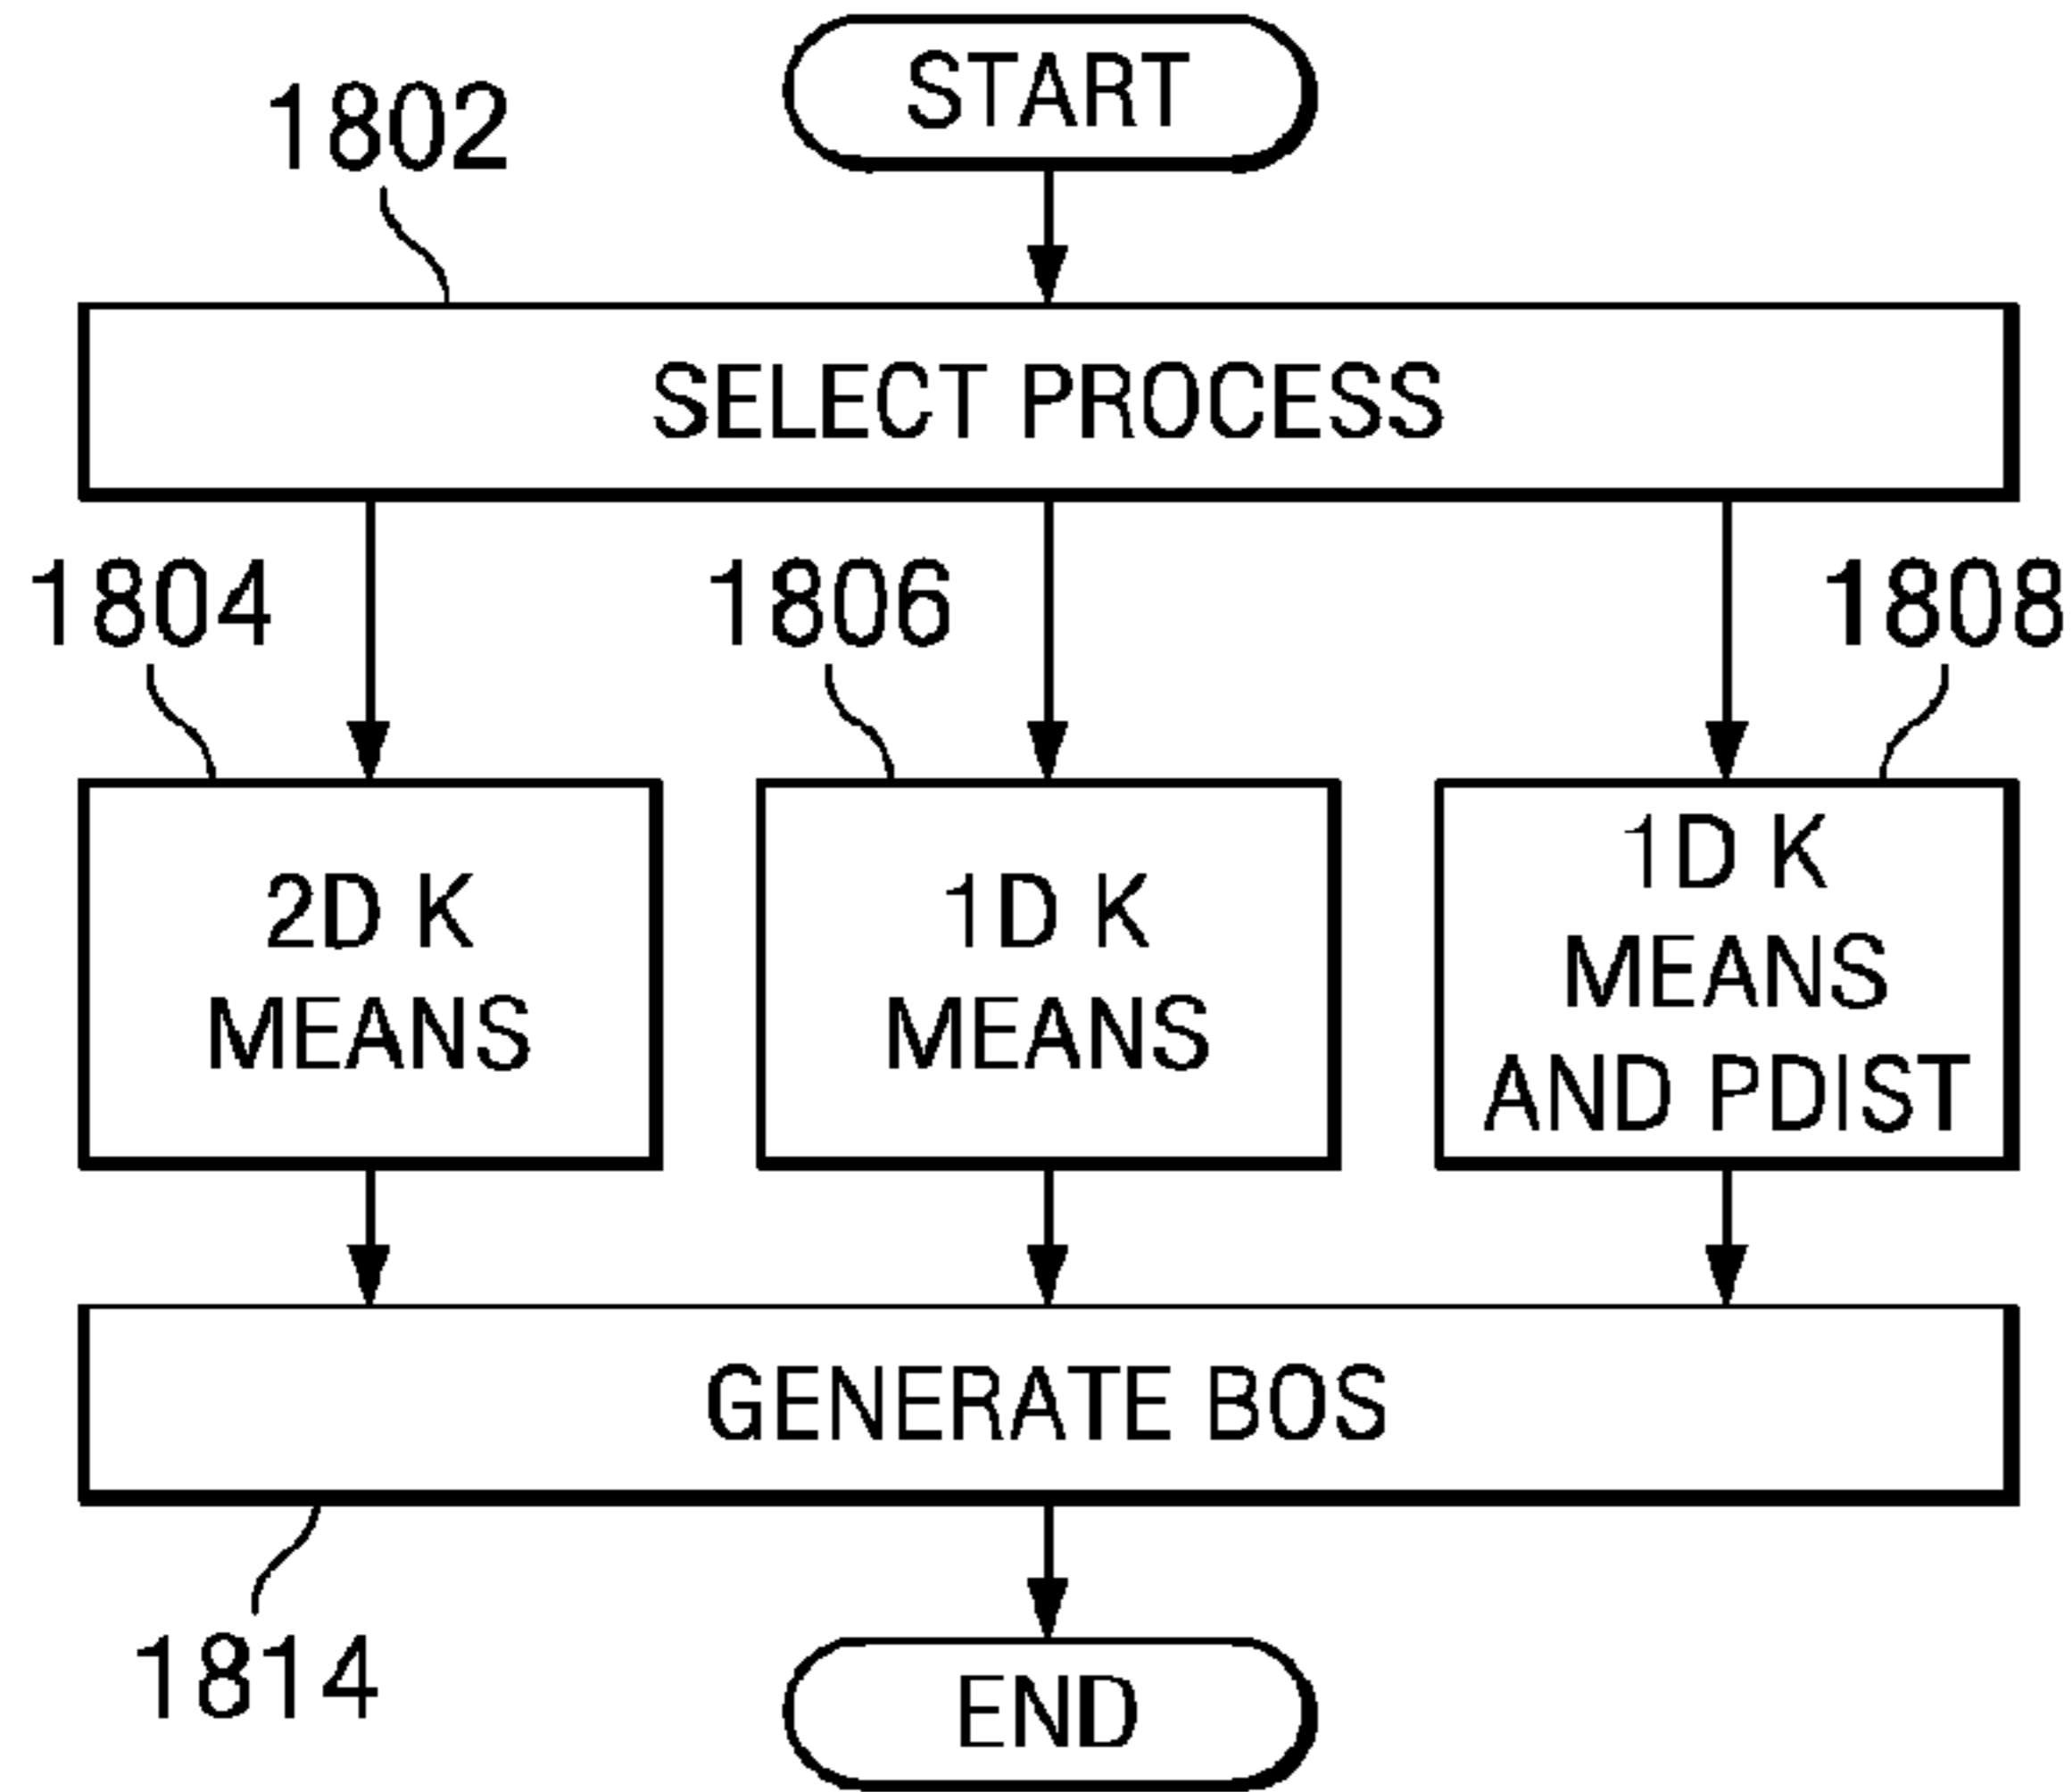 START
1802
SELECT PROCESS
1804
1806
1808
2D K
MEANS
1D K
MEANS
1D K
MEANS
AND PDIST
GENERATE BOS
1814
END